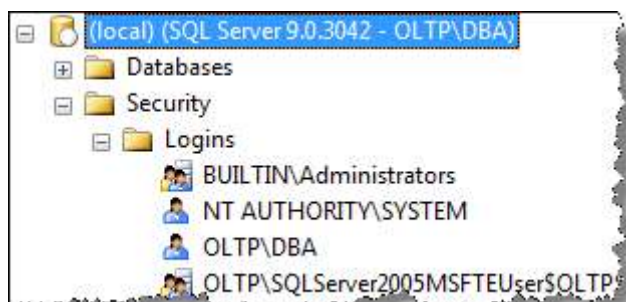 (local) (SQL Server 9.0.3042 - OLTP\DBA)
Databases
Security
Logins
BUILTIN\Administrators
NT AUTHORITY\SYSTEM
OLTP\DBA
OLTP\SQLServer2005MSFTEUser$OLTP$